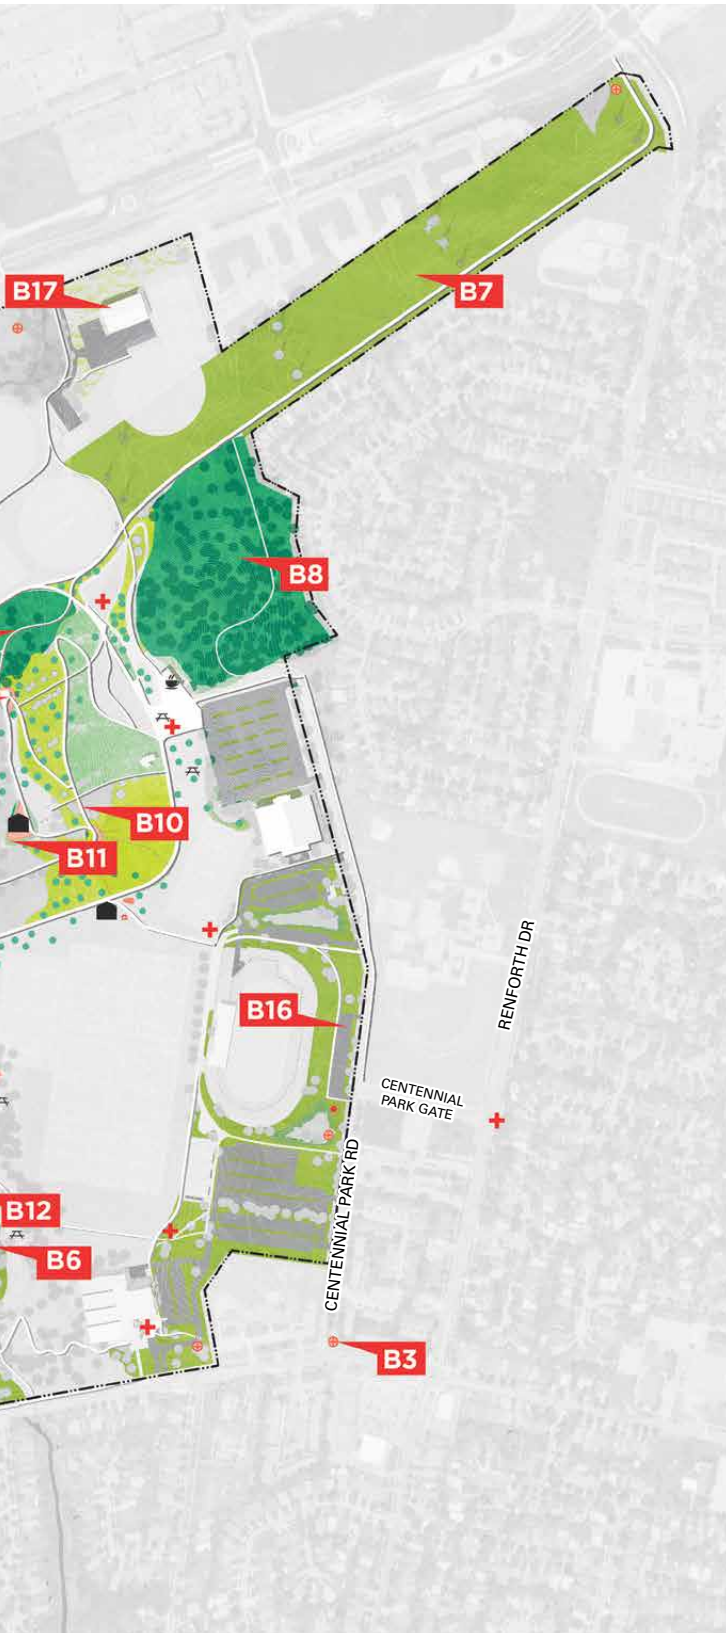 B17
B7
B8
B10
B11
RENFORTH DR
B16
CENTENNIAL
PARK GATE
CENTENNIAL PARK RD
B12
B6
B3